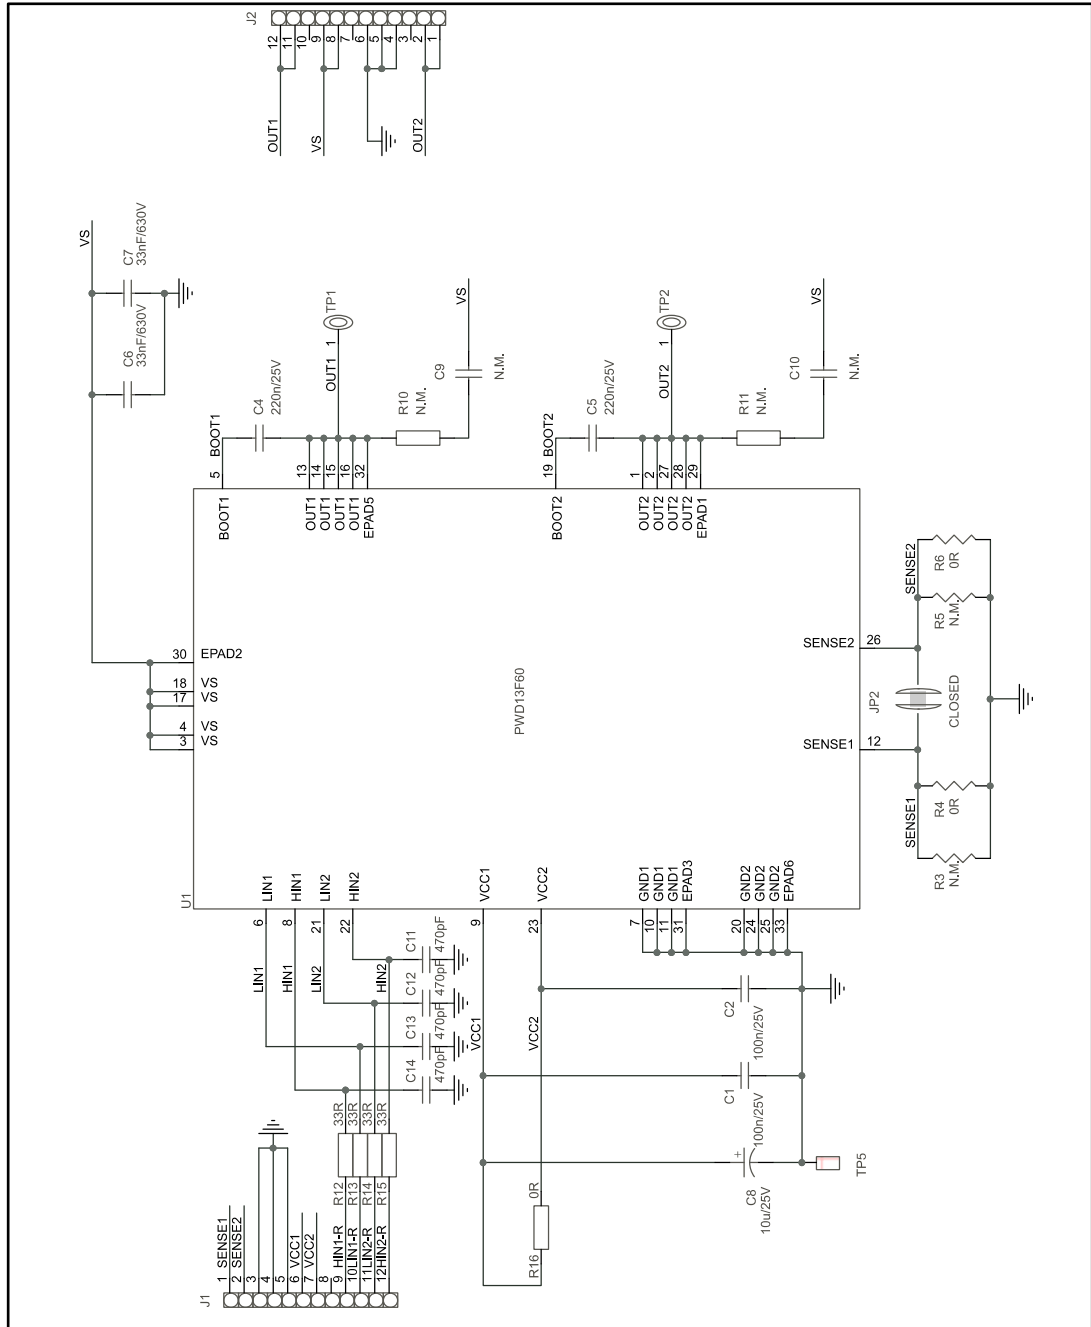 J2
12
11
10
9
8
7
6
5
4
3
2
1
OUT1
VS
OUT2
VS
C7
33nF/630V
C6
33nF/630V
TP1
1
OUT1
C4
220n/25V
R10
N.M.
C9
N.M.
VS
BOOT1
5
13
14
15
16
32
BOOT1
OUT1
OUT1
OUT1
OUT1
EPAD5
TP2
1
OUT2
C5
220n/25V
R11
N.M.
C10
N.M.
VS
BOOT2
19
1
2
27
28
29
BOOT2
OUT2
OUT2
OUT2
OUT2
EPAD1
30
EPAD2
18
VS
17
VS
4
VS
3
VS
PWD13F60
U1
SENSE2
26
SENSE1
12
JP2
CLOSED
SENSE2
R6
0R
R5
N.M.
SENSE1
R4
0R
R3
N.M.
LIN1
HIN1
LIN2
HIN2
6
8
21
22
LIN1
HIN1
LIN2
HIN2
VCC1
VCC2
9
23
VCC1
VCC2
GND1
GND1
GND1
EPAD3
7
10
11
31
GND2
GND2
GND2
EPAD6
20
24
25
33
C11
470pF
C12
470pF
C13
470pF
C14
470pF
33R
33R
33R
33R
R12
R13
R14
R15
HIN1-R
LIN1-R
LIN2-R
HIN2-R
C2
100n/25V
C1
100n/25V
+
C8
10u/25V
TP5
0R
R16
J1
1 SENSE1
2 SENSE2
3
4
5
6 VCC1
7 VCC2
8
9
10
11
12